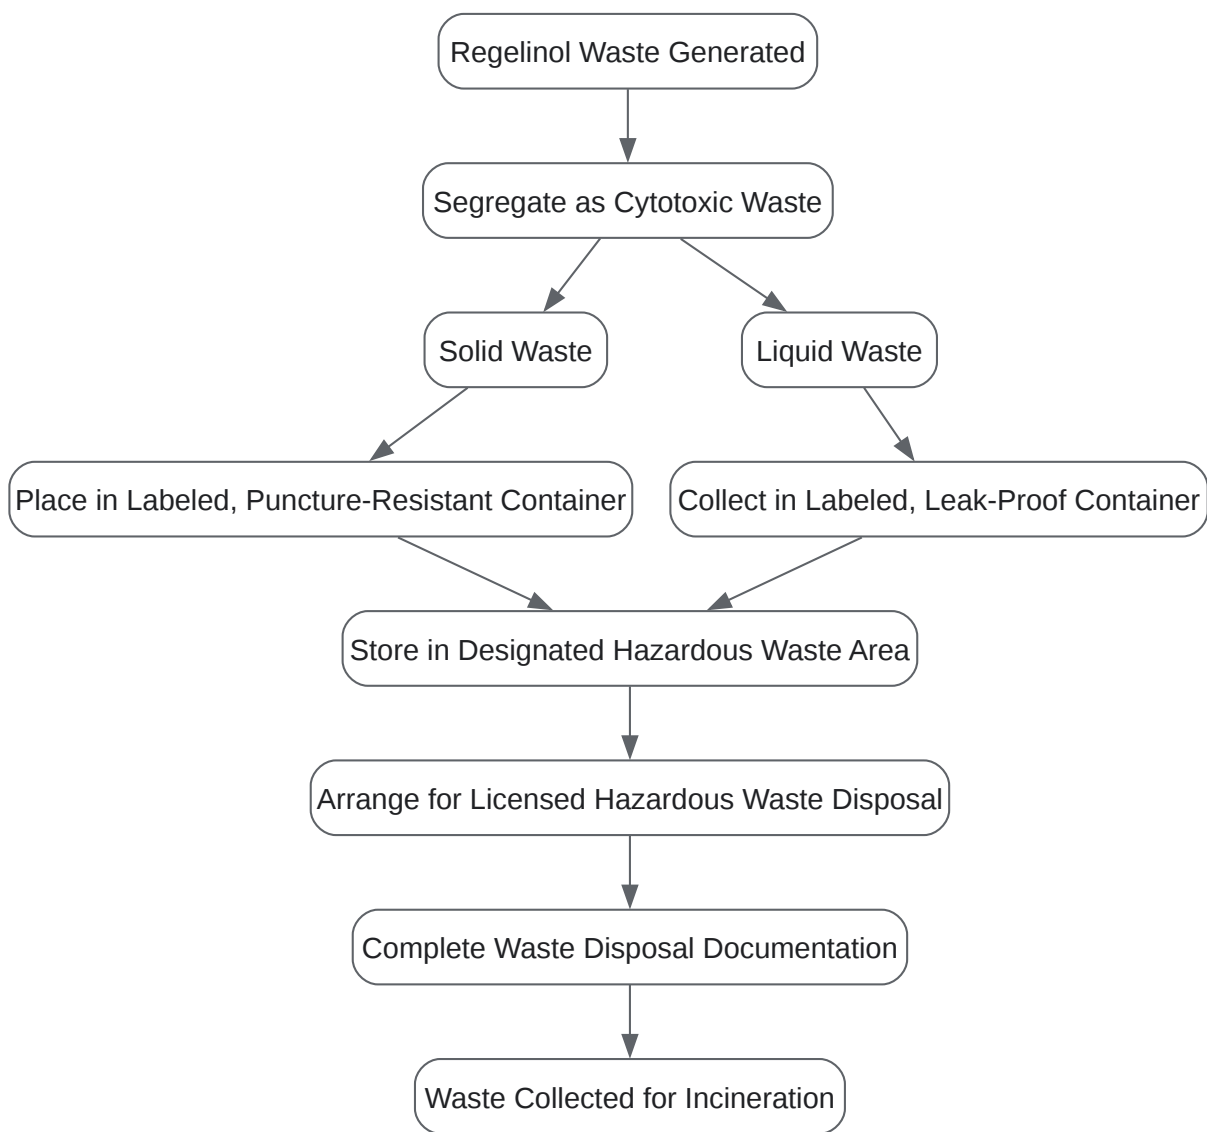 Regelinol Waste Generated
Segregate as Cytotoxic Waste
Solid Waste
Liquid Waste
Place in Labeled, Puncture-Resistant Container
Collect in Labeled, Leak-Proof Container
Store in Designated Hazardous Waste Area
Arrange for Licensed Hazardous Waste Disposal
Complete Waste Disposal Documentation
Waste Collected for Incineration